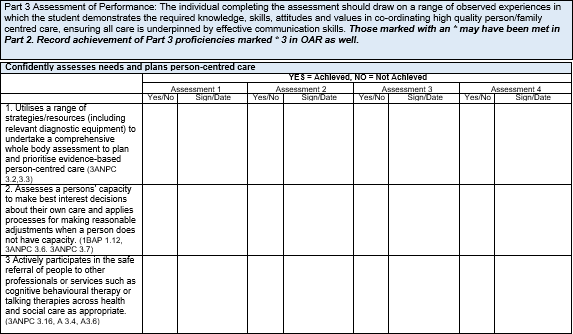 Part 3 Assessment of Performance: The individual completing the assessment should draw on a range of observed experiences in
which the student demonstrates the required knowledge, skills, attitudes and values in co-ordinating high quality person/family
centred care, ensuring all care is underpinned by effective communication skills. Those marked with an * may have been met in
Part 2. Record achievement of Part 3 proficiencies marked * 3 in OAR as well.
Confidently assesses needs and plans person-centred care
YES = Achieved, NO = Not Achieved
Assessment 1 Assessment 2 Assessment 3 Assessment 4
Yes/No Sign/Date Yes/No Sign/Date Yes/No Sign/Date Yes/No Sign/Date
1. Utilises a range of
strategies/resources (including
relevant diagnostic equipment) to
undertake a comprehensive
whole body assessment to plan
and prioritise evidence-based
person-centred care (3ANPC
3.2,3.3)
2. Assesses a persons' capacity
to make best interest decisions
about their own care and applies
processes for making reasonable
adjustments when a person does
not have capacity. (1BAP 1.12,
3ANPC 3.6. 3ANPC 3.7)
3 Actively participates in the safe
referral of people to other
professionals or services such as
cognitive behavioural therapy or
talking therapies across health
and social care as appropriate.
(3ANPC 3.16, A 3.4, A3.6)